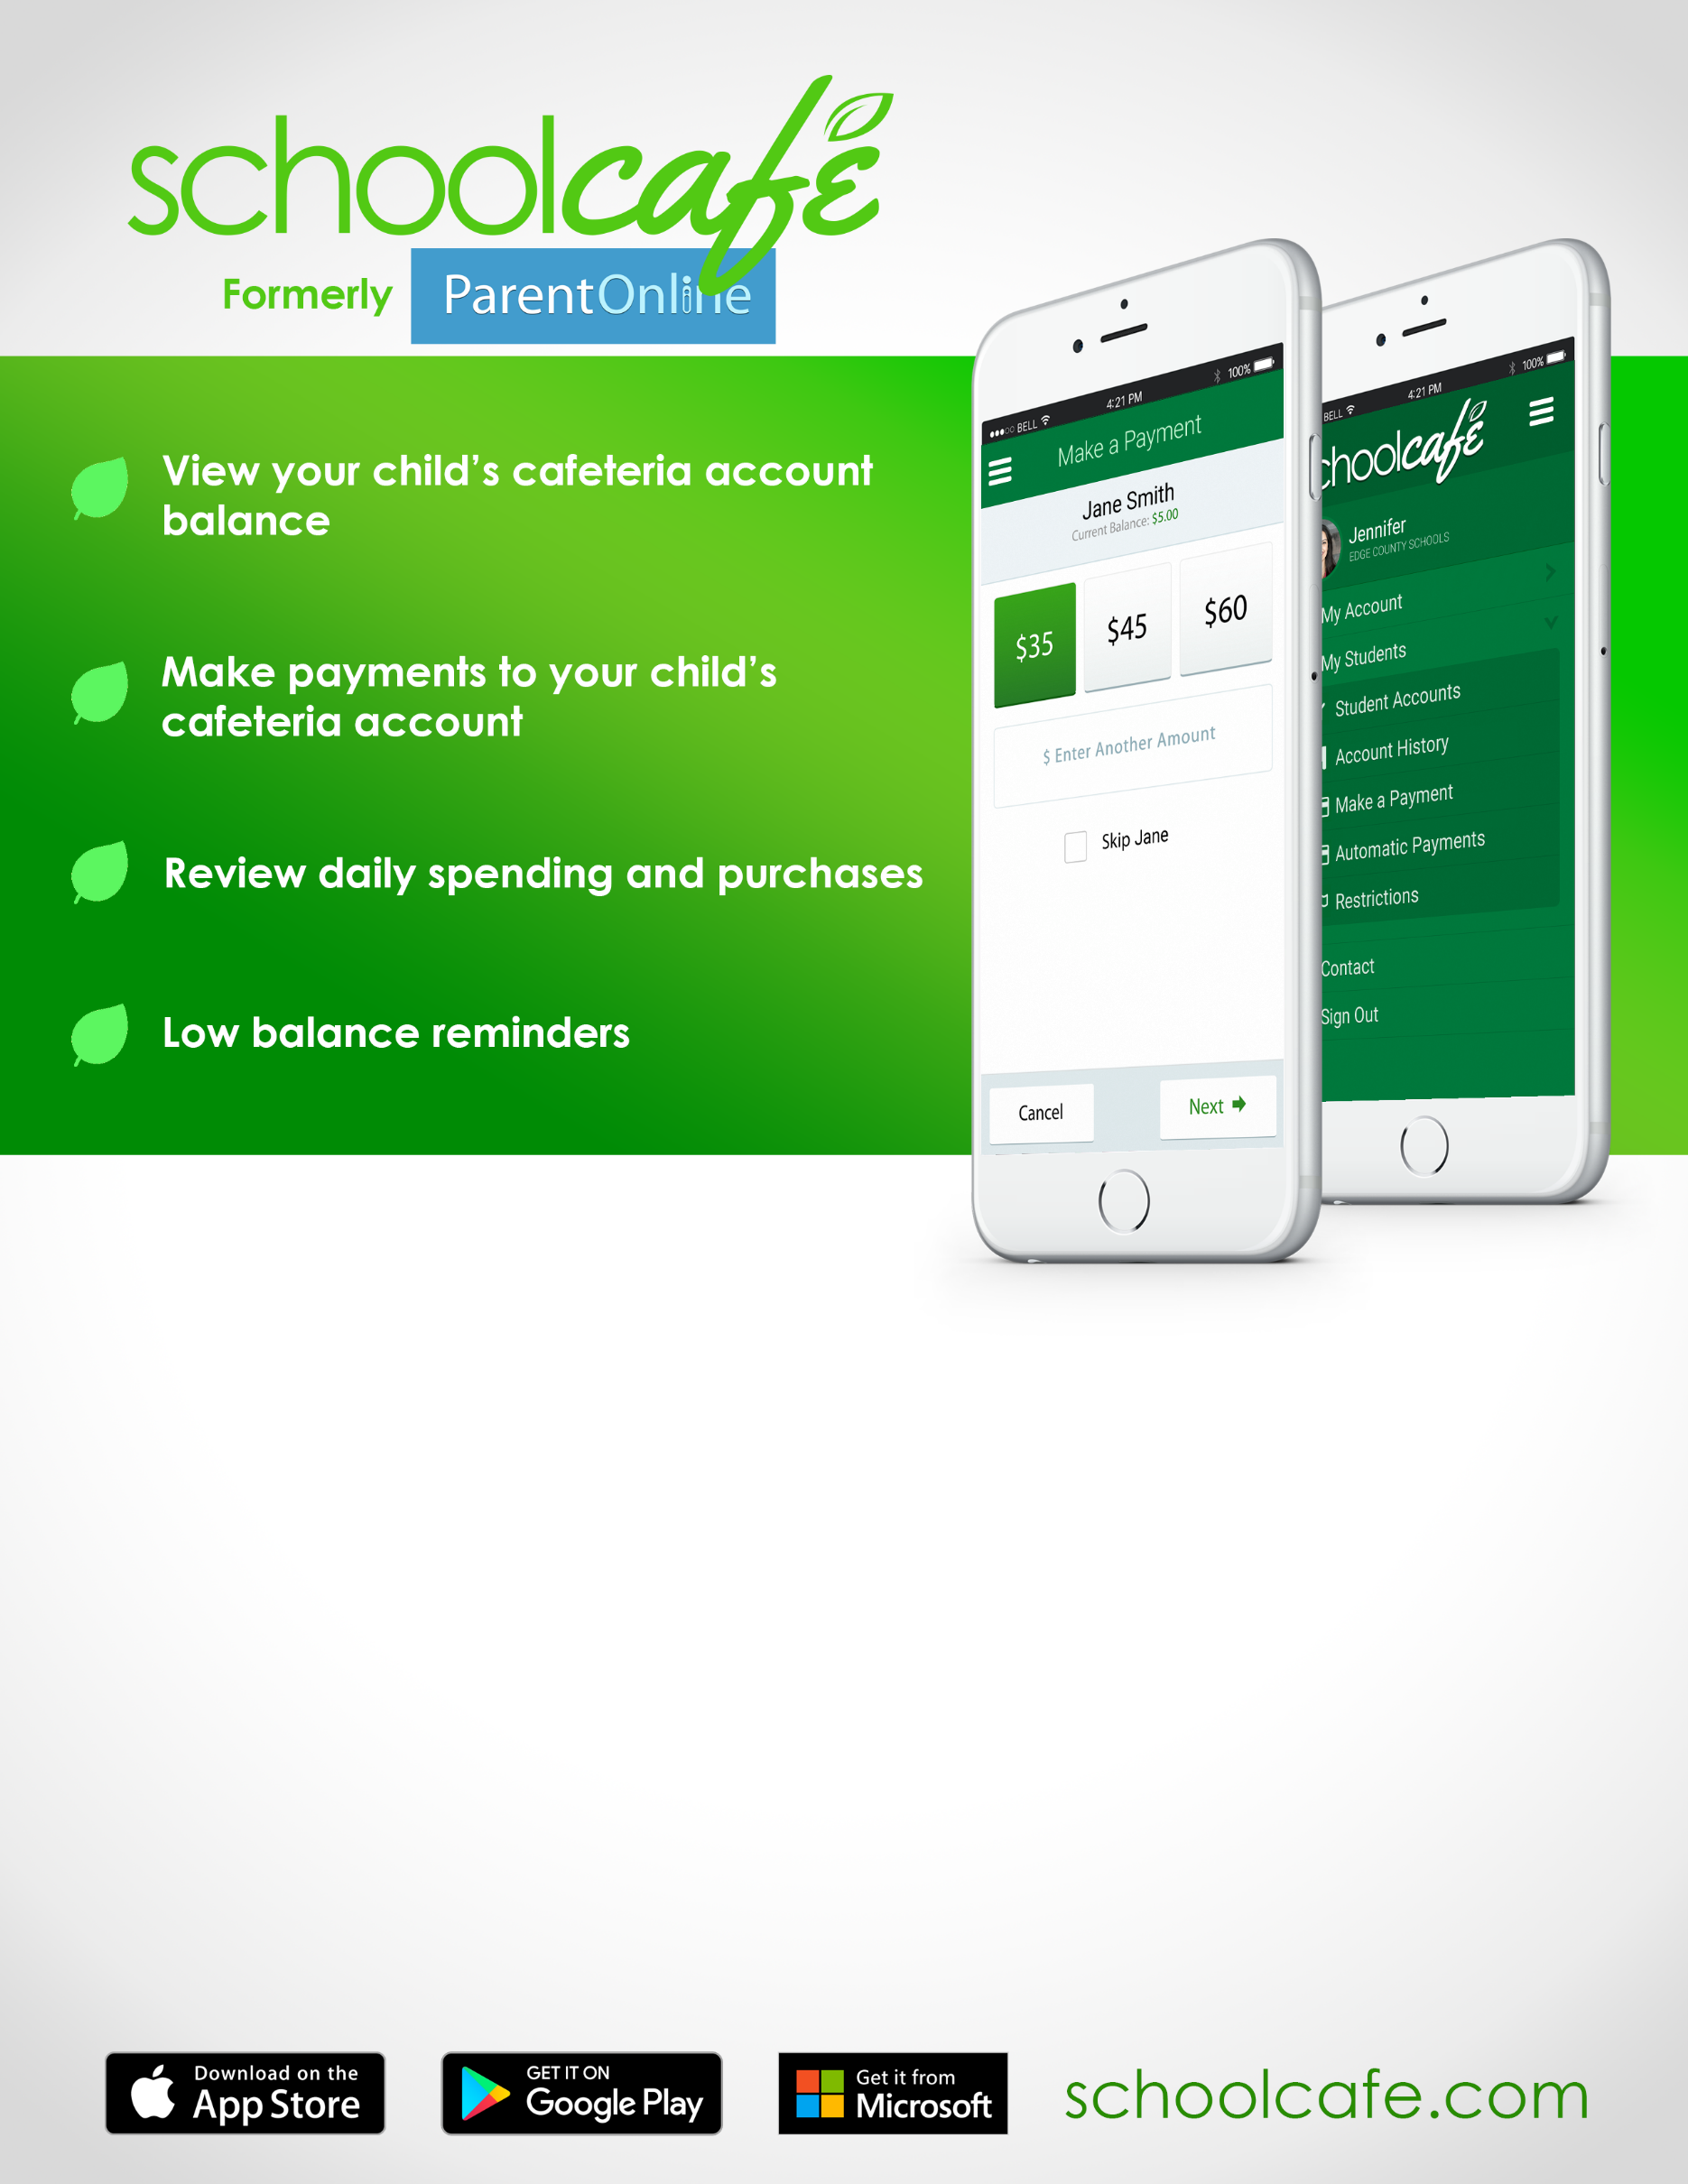 schoolcafé
Formerly ParentOnline
View your child’s cafeteria account
balance
Make payments to your child’s
cafeteria account
Review daily spending and purchases
Low balance reminders
BELL 4:21 PM 100%
Make a Payment
Jane Smith
Current Balance: $5.00
$35 $45 $60
$ Enter Another Amount
Skip Jane
Cancel Next
BELL 4:21 PM 100%
choolcafé
Jennifer
EDGE COUNTY SCHOOLS
My Account
My Students
Student Accounts
Account History
Make a Payment
Automatic Payments
Restrictions
Contact
Sign Out
Download on the
App Store
GET IT ON
Google Play
Get it from
Microsoft
schoolcafe.com